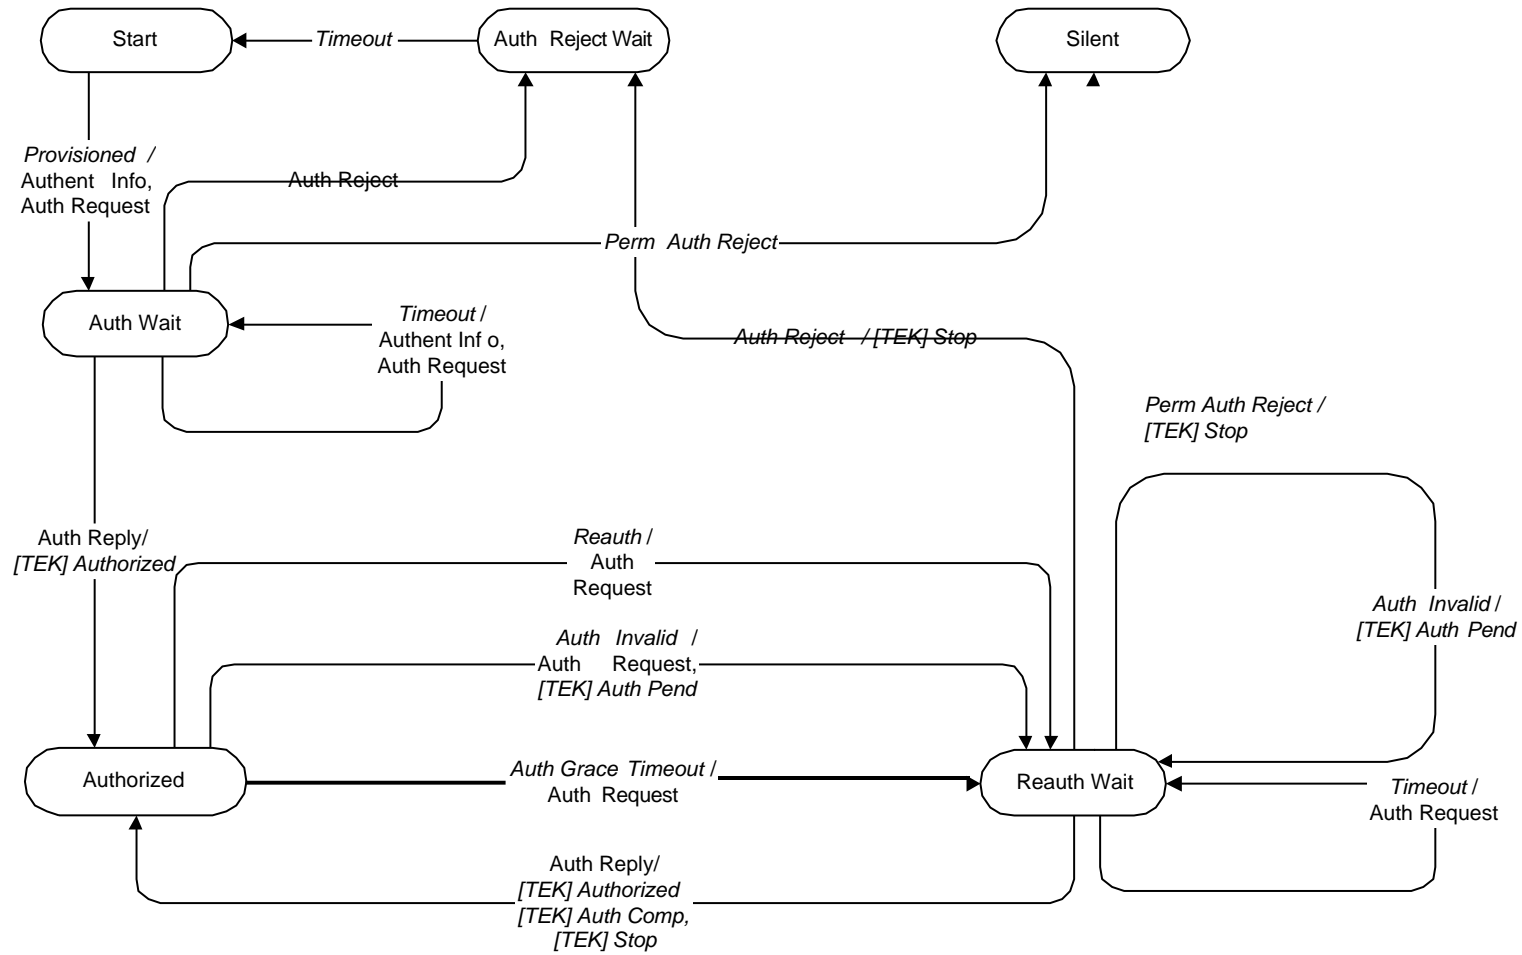 Start
Timeout
Auth Reject Wait
Silent
Provisioned /
Authent Info,
Auth Request
Auth Reject
Perm Auth Reject
Auth Wait
Timeout /
Authent Inf o,
Auth Request
Auth Reject / [TEK] Stop
Perm Auth Reject /
[TEK] Stop
Auth Reply/
[TEK] Authorized
Reauth /
Auth
Request
Auth Invalid /
[TEK] Auth Pend
Auth Invalid /
Auth Request,
[TEK] Auth Pend
Authorized
Auth Grace Timeout /
Auth Request
Reauth Wait
Timeout /
Auth Request
Auth Reply/
[TEK] Authorized
[TEK] Auth Comp,
[TEK] Stop